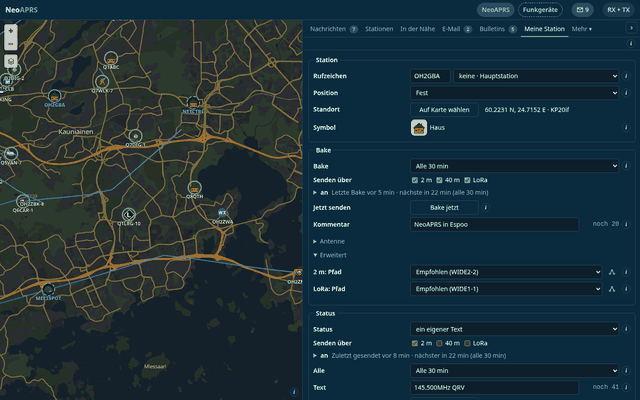 NeoAPRS
NeoAPRS Funkgeräte 9 RX + TX
Nachrichten 7 Stationen In der Nähe E-Mail 2 Bulletins 5 Meine Station Mehr
Station
Rufzeichen OH2GBA keine · Hauptstation
Position Fest
Standort Auf Karte wählen 60.2231 N, 24.7152 E · KP20if
Symbol Haus
Bake
Bake Alle 30 min
Senden über 2 m 40 m LoRa
an Letzte Bake vor 5 min · nächste in 22 min (alle 30 min)
Jetzt senden Bake jetzt
Kommentar NeoAPRS in Espoo noch 20
Antenne
Erweitert
2 m: Pfad Empfohlen (WIDE2-2)
LoRa: Pfad Empfohlen (WIDE1-1)
Status
Status ein eigener Text
Senden über 2 m 40 m LoRa
an Zuletzt gesendet vor 8 min · nächster in 22 min (alle 30 min)
Alle Alle 30 min
Text 145.500MHz QRV noch 41
+
−
OH2GBA
Kauniainen
OH2ZWA
WX
L
MEETSPOT
Messaari